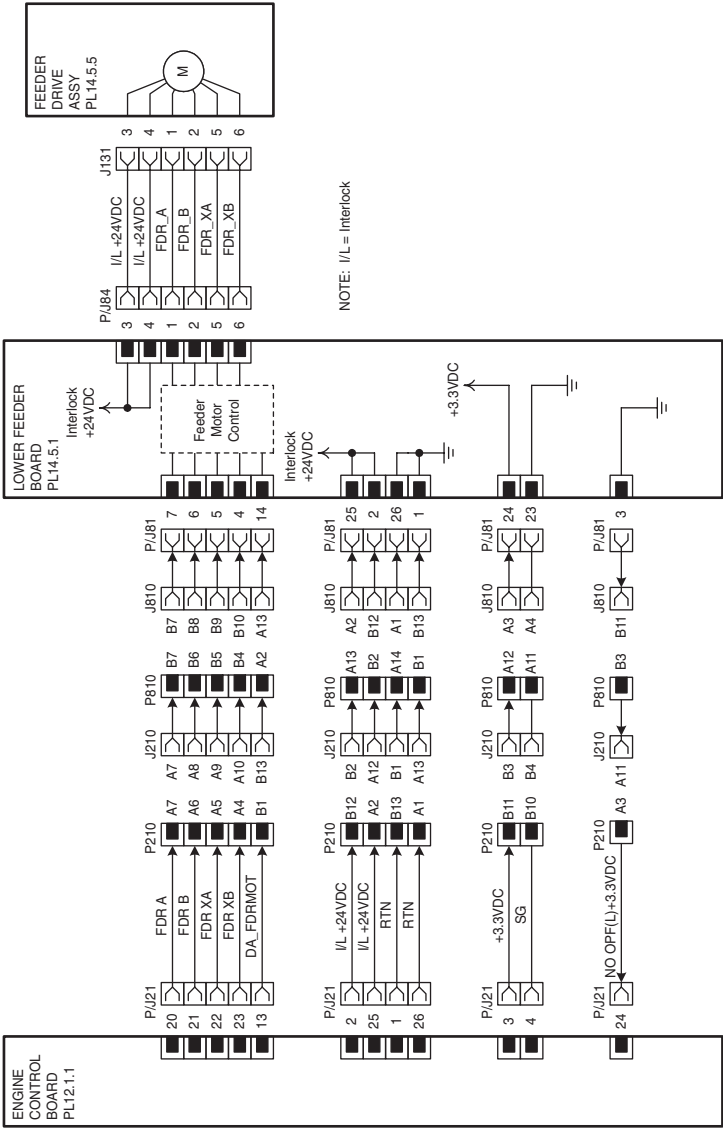 ENGINE
CONTROL
BOARD
PL12.1.1
LOWER FEEDER
BOARD
PL14.5.1
FEEDER
DRIVE
ASSY
PL14.5.5
Interlock
+24VDC
P/J84
J131
3 I/L +24VDC 3
4 I/L +24VDC 4
1 FDR_A 1
2 FDR_B 2
5 FDR_XA 5
6 FDR_XB 6
M
P/J21 P210 J210 P810 J810 P/J81
20 FDR A A7 A7 B7 B7 7
21 FDR B A6 A8 B6 B8 6
22 FDR XA A5 A9 B5 B9 5
23 FDR XB A4 A10 B4 B10 4
13 DA_FDRMOT B1 B13 A2 A13 14
Feeder
Motor
Control
Interlock
+24VDC
P/J21 P210 J210 P810 J810 P/J81
2 I/L +24VDC B12 B2 A13 A2 25
25 I/L +24VDC A2 A12 B2 B12 2
1 RTN B13 B1 A14 A1 26
26 RTN A1 A13 B1 B13 1
NOTE: I/L = Interlock
+3.3VDC
P/J21 P210 J210 P810 J810 P/J81
3 +3.3VDC B11 B3 A12 A3 24
4 SG B10 B4 A11 A4 23
P/J21 P210 J210 P810 J810 P/J81
24 NO OPF(L)+3.3VDC A3 A11 B3 B11 3